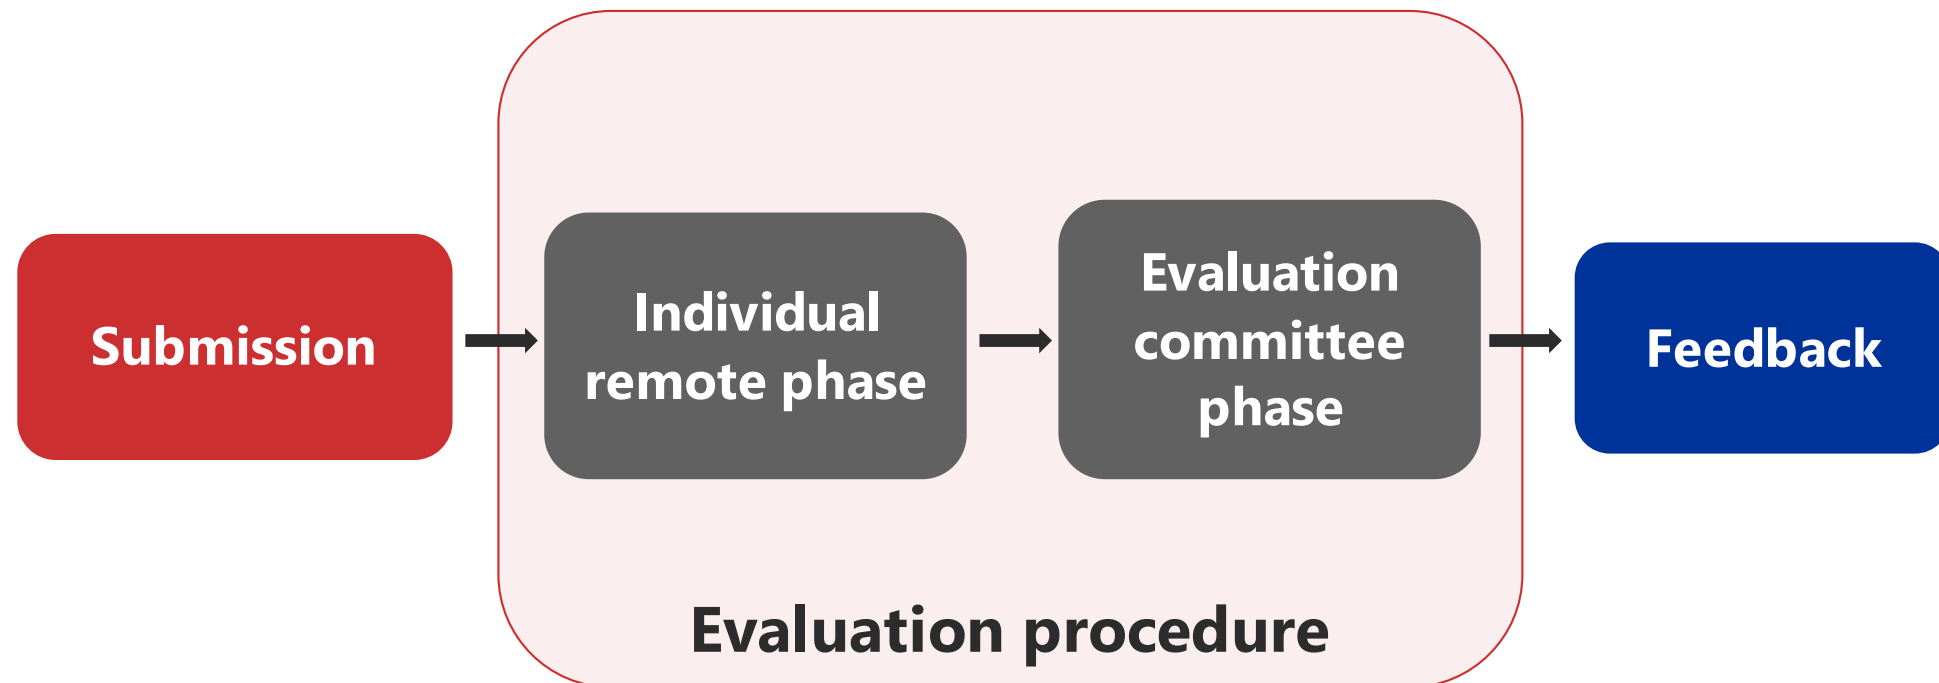 Submission
Individual
remote phase
Evaluation
committee
phase
Feedback
Evaluation procedure